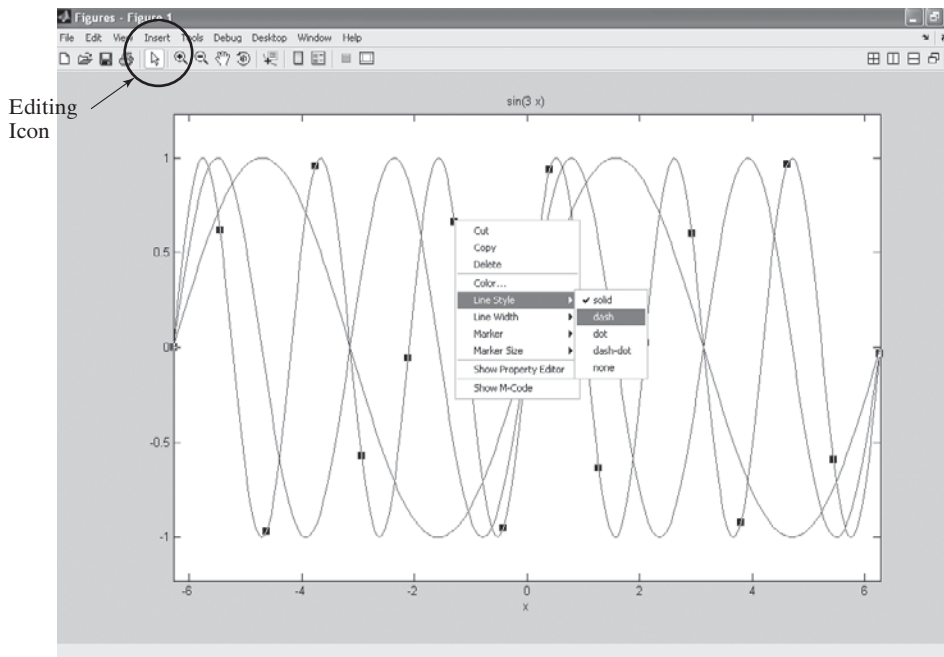 Figures - Figure 1
File Edit View Insert Tools Debug Desktop Window Help
Editing
Icon
sin(3 x)
1
0.5
0
-0.5
-1
-6
-4
-2
0
2
4
6
x
Cut
Copy
Delete
Color...
Line Style
Line Width
Marker
Marker Size
Show Property Editor
Show M-Code
solid
dash
dot
dash-dot
none